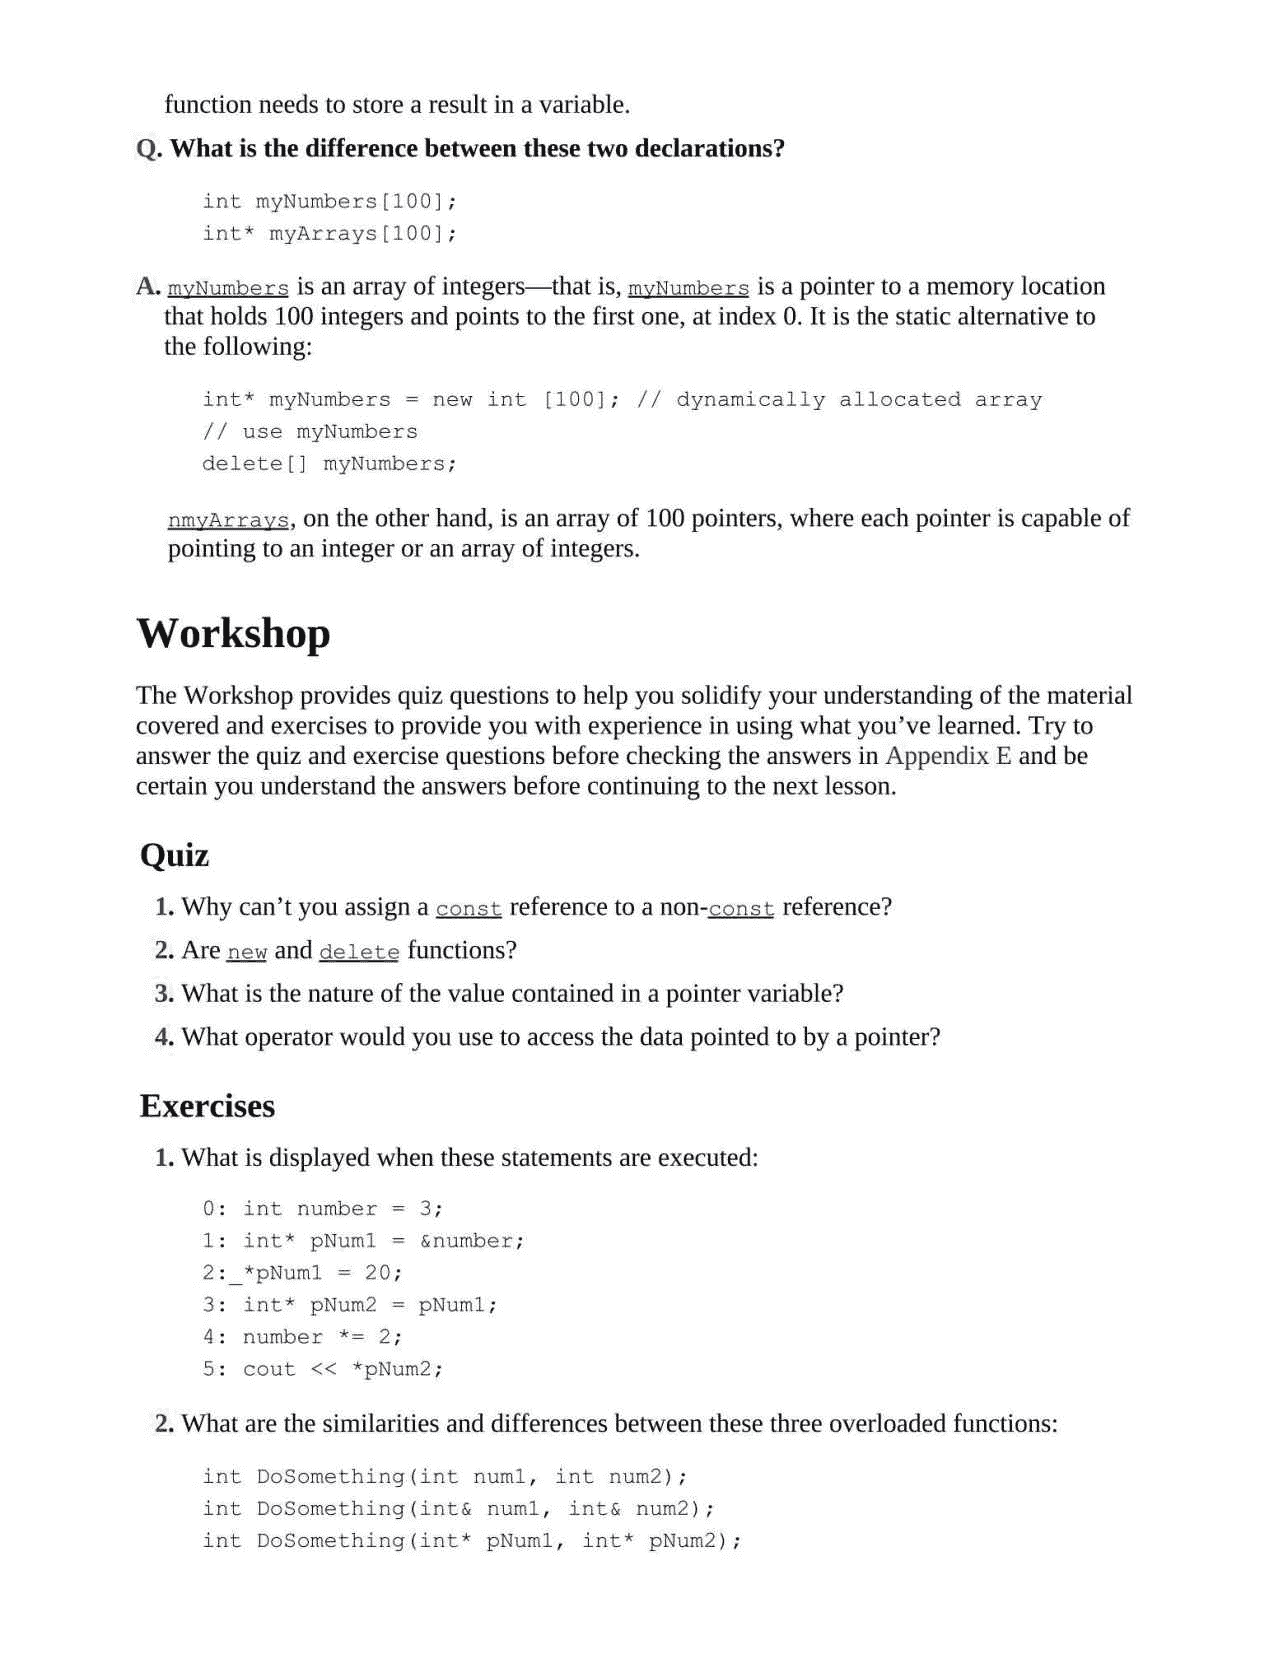 function needs to store a result in a variable.
Q. What is the difference between these two declarations?
int myNumbers[100];
int* myArrays[100];
A. myNumbers is an array of integers—that is, myNumbers is a pointer to a memory location
that holds 100 integers and points to the first one, at index 0. It is the static alternative to
the following:
int* myNumbers = new int [100]; // dynamically allocated array
// use myNumbers
delete[] myNumbers;
nmyArrays, on the other hand, is an array of 100 pointers, where each pointer is capable of
pointing to an integer or an array of integers.
Workshop
The Workshop provides quiz questions to help you solidify your understanding of the material
covered and exercises to provide you with experience in using what you’ve learned. Try to
answer the quiz and exercise questions before checking the answers in Appendix E and be
certain you understand the answers before continuing to the next lesson.
Quiz
1. Why can’t you assign a const reference to a non-const reference?
2. Are new and delete functions?
3. What is the nature of the value contained in a pointer variable?
4. What operator would you use to access the data pointed to by a pointer?
Exercises
1. What is displayed when these statements are executed:
0: int number = 3;
1: int* pNum1 = &number;
2:_*pNum1 = 20;
3: int* pNum2 = pNum1;
4: number *= 2;
5: cout << *pNum2;
2. What are the similarities and differences between these three overloaded functions:
int DoSomething(int num1, int num2);
int DoSomething(int& num1, int& num2);
int DoSomething(int* pNum1, int* pNum2);